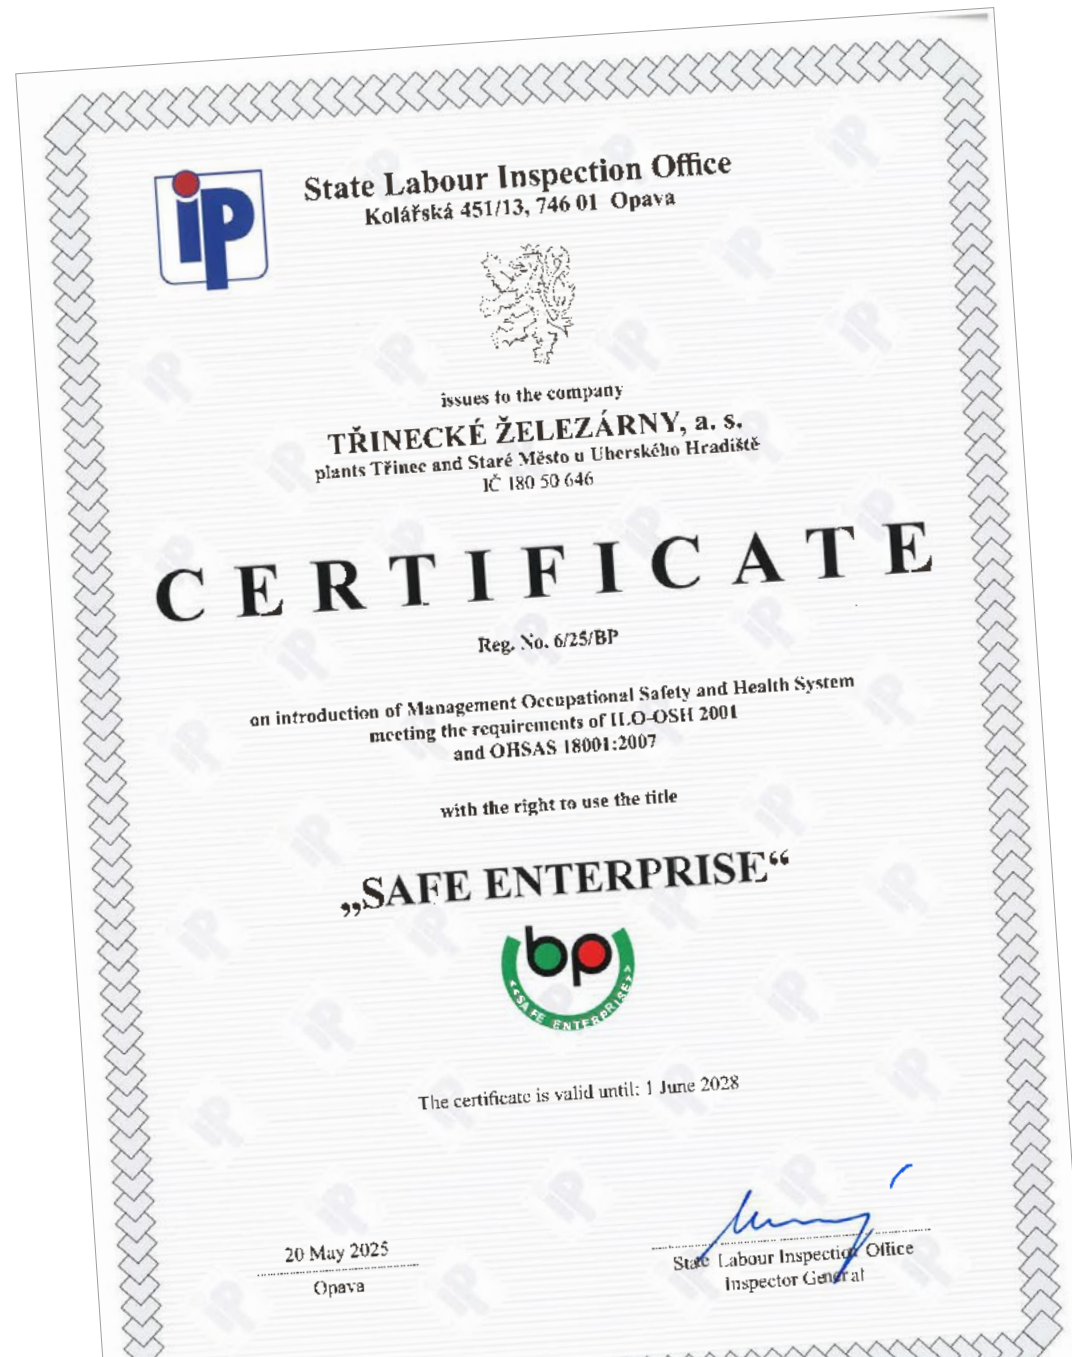 ip
State Labour Inspection Office
Kolářská 451/13, 746 01 Opava
issues to the company
TŘINECKÉ ŽELEZÁRNY, a. s.
plants Třinec and Staré Město u Uherského Hradiště
IČ 180 50 646
CERTIFICATE
Reg. No. 6/25/BP
on introduction of Management Occupational Safety and Health System
meeting the requirements of ILO-OSH 2001
and OHSAS 18001:2007
with the right to use the title
„SAFE ENTERPRISE“
bp
<<SAFE ENTERPRISE>>
The certificate is valid until: 1 June 2028
20 May 2025
Opava
State Labour Inspection Office
Inspector General